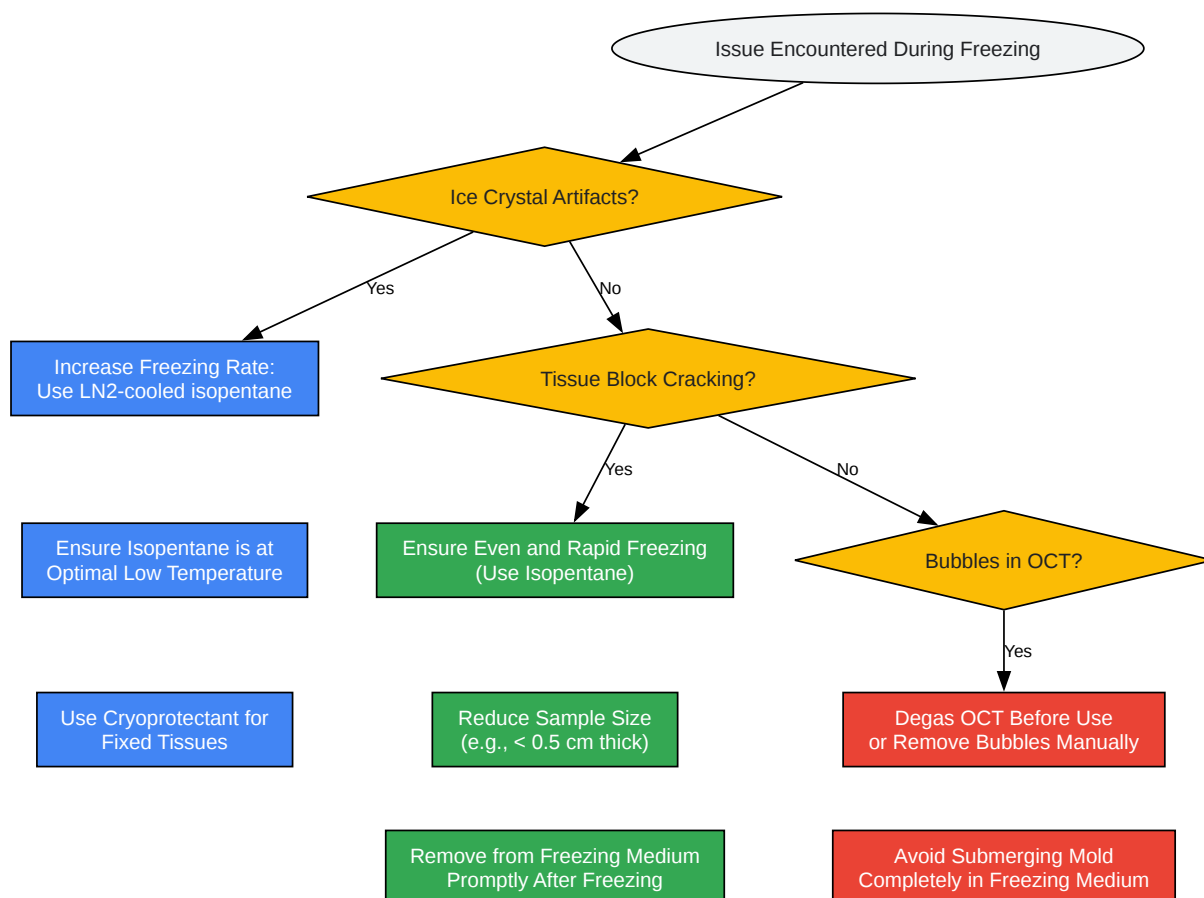 Issue Encountered During Freezing
Ice Crystal Artifacts?
Yes
No
Increase Freezing Rate:
Use LN2-cooled isopentane
Tissue Block Cracking?
Yes
No
Ensure Isopentane is at
Optimal Low Temperature
Ensure Even and Rapid Freezing
(Use Isopentane)
Bubbles in OCT?
Yes
Use Cryoprotectant for
Fixed Tissues
Reduce Sample Size
(e.g., < 0.5 cm thick)
Degas OCT Before Use
or Remove Bubbles Manually
Remove from Freezing Medium
Promptly After Freezing
Avoid Submerging Mold
Completely in Freezing Medium